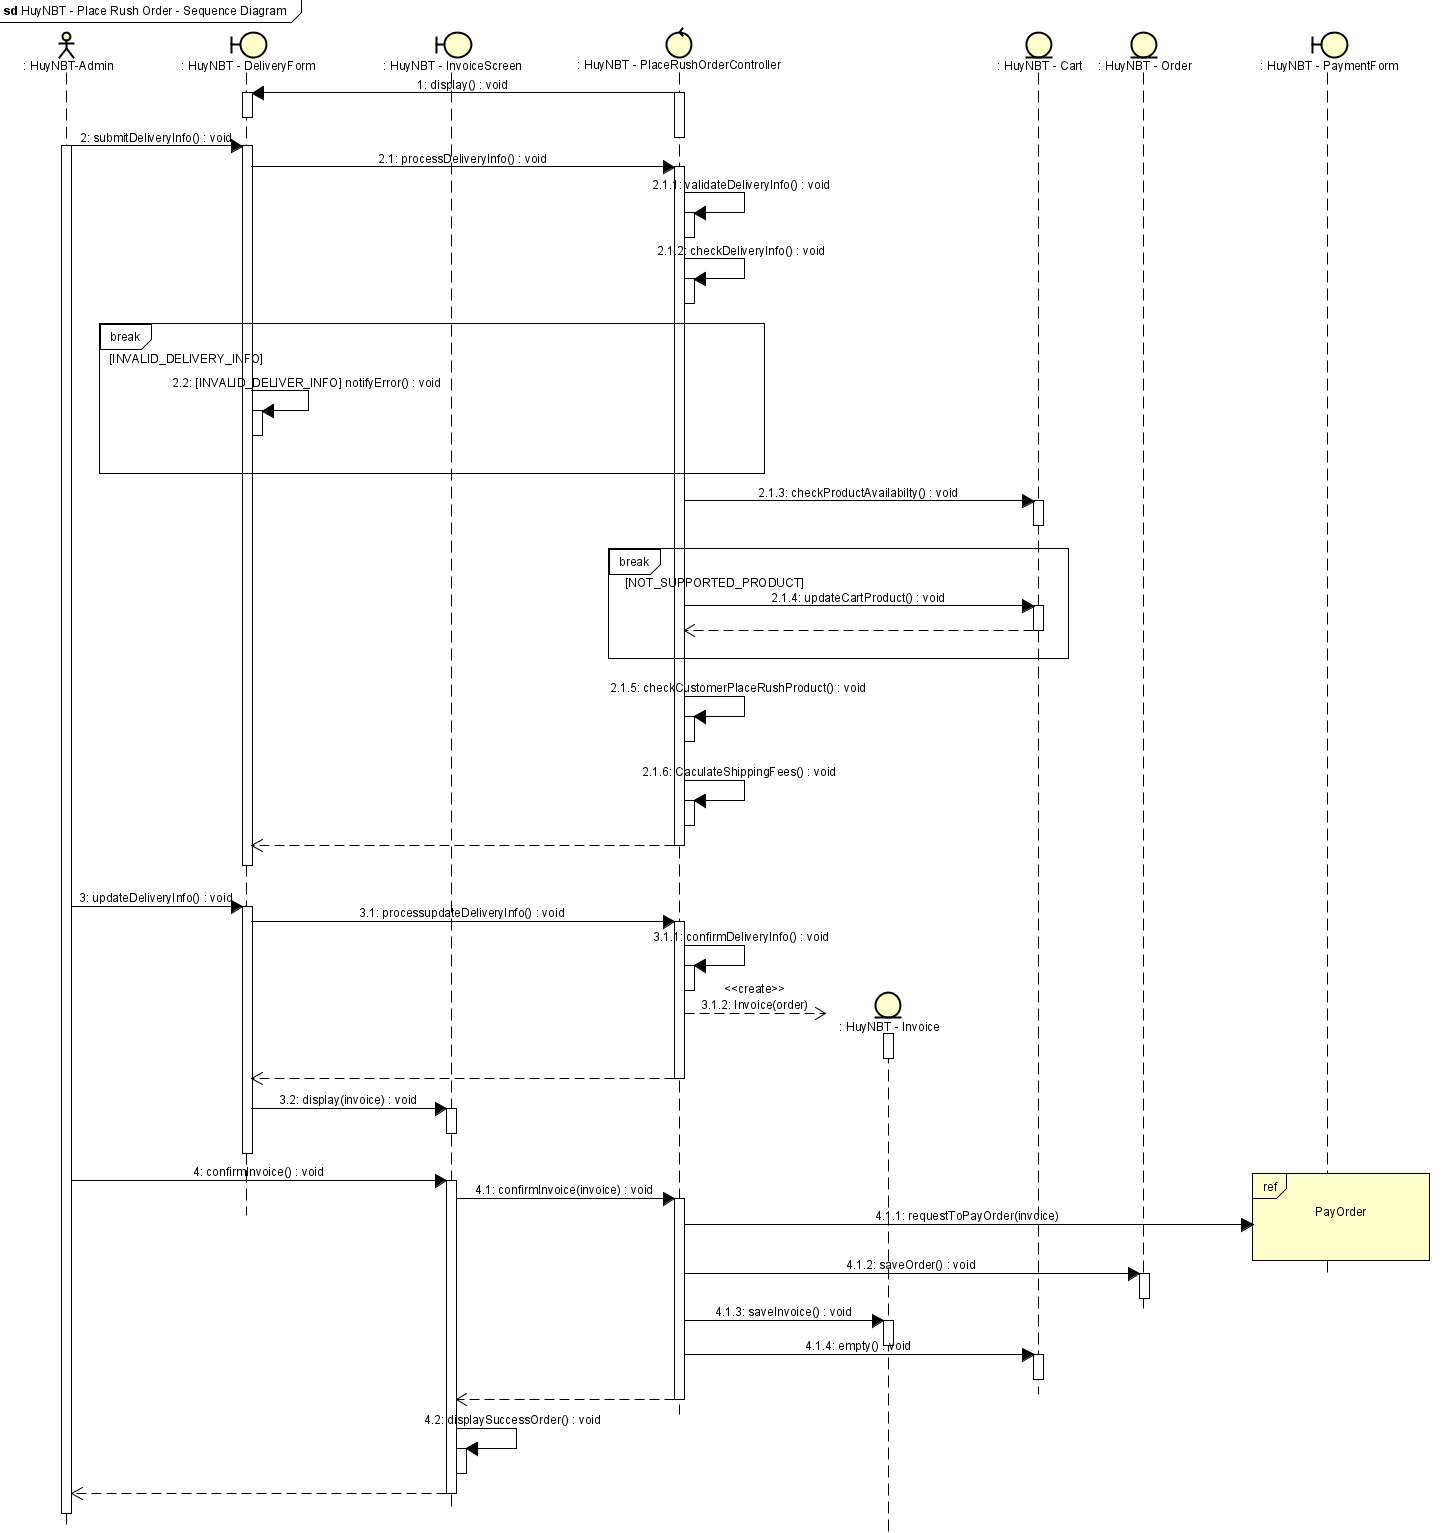 sd HuyNBT - Place Rush Order - Sequence Diagram
: HuyNBT-Admin
: HuyNBT - DeliveryForm
: HuyNBT - InvoiceScreen
: HuyNBT - PlaceRushOrderController
: HuyNBT - Cart
: HuyNBT - Order
: HuyNBT - PaymentForm
1: display() : void
2: submitDeliveryInfo() : void
2.1: processDeliveryInfo() : void
2.1.1: validateDeliveryInfo() : void
2.1.2: checkDeliveryInfo() : void
break
[INVALID_DELIVERY_INFO]
2.2: [INVALID_DELIVER_INFO] notifyError() : void
2.1.3: checkProductAvailabilty() : void
break
[NOT_SUPPORTED_PRODUCT]
2.1.4: updateCartProduct() : void
2.1.5: checkCustomerPlaceRushProduct() : void
2.1.6: CaculateShippingFees() : void
3: updateDeliveryInfo() : void
3.1: processupdateDeliveryInfo() : void
3.1.1: confirmDeliveryInfo() : void
<<create>>
3.1.2: Invoice(order)
: HuyNBT - Invoice
3.2: display(invoice) : void
4: confirmInvoice() : void
4.1: confirmInvoice(invoice) : void
ref
PayOrder
4.1.1: requestToPayOrder(invoice)
4.1.2: saveOrder() : void
4.1.3: saveInvoice() : void
4.1.4: empty() : void
4.2: displaySuccessOrder() : void